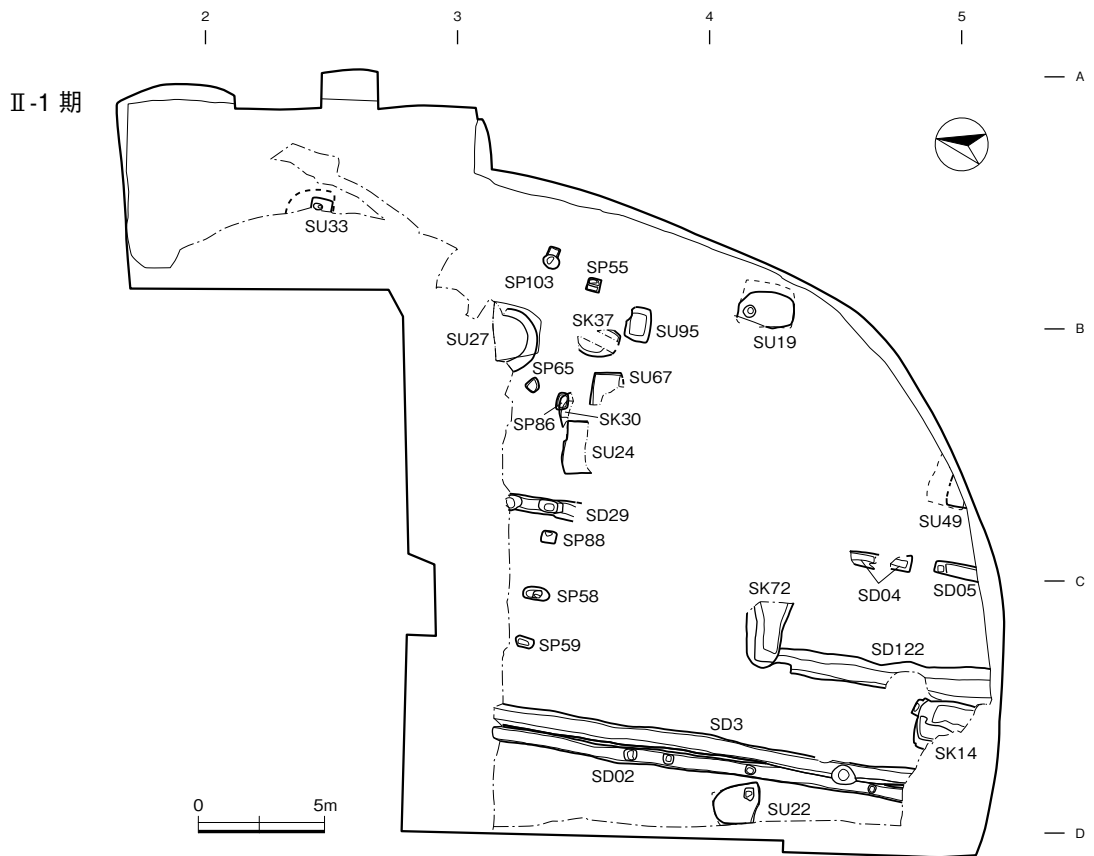 2 3 4 5
A
Ⅱ-1 期
SU33
SP103 SP55
SU27 SK37 SU95 SU19 B
SP65 SU67
SP86 SK30
SU24
SU49
SD29
SP88
SK72 SD04 SD05 C
SP58
SP59 SD122
SD3
SK14
SD02
0 5m SU22
D